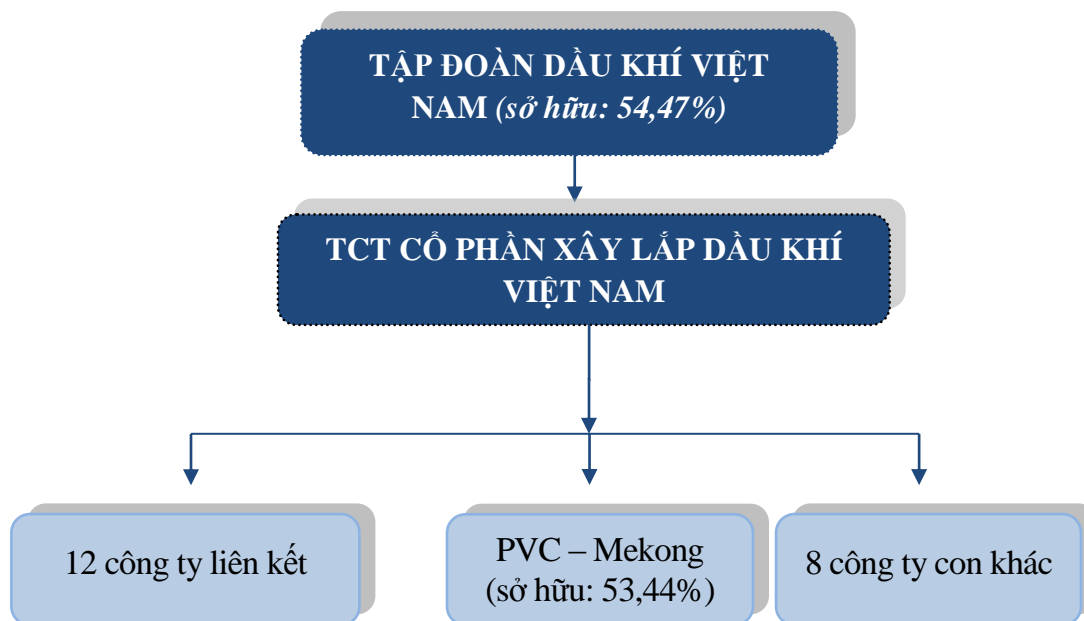 TẬP ĐOÀN DẦU KHÍ VIỆT
NAM (sở hữu: 54,47%)
TCT CỔ PHẦN XÂY LẮP DẦU KHÍ
VIỆT NAM
12 công ty liên kết
PVC – Mekong
(sở hữu: 53,44%)
8 công ty con khác